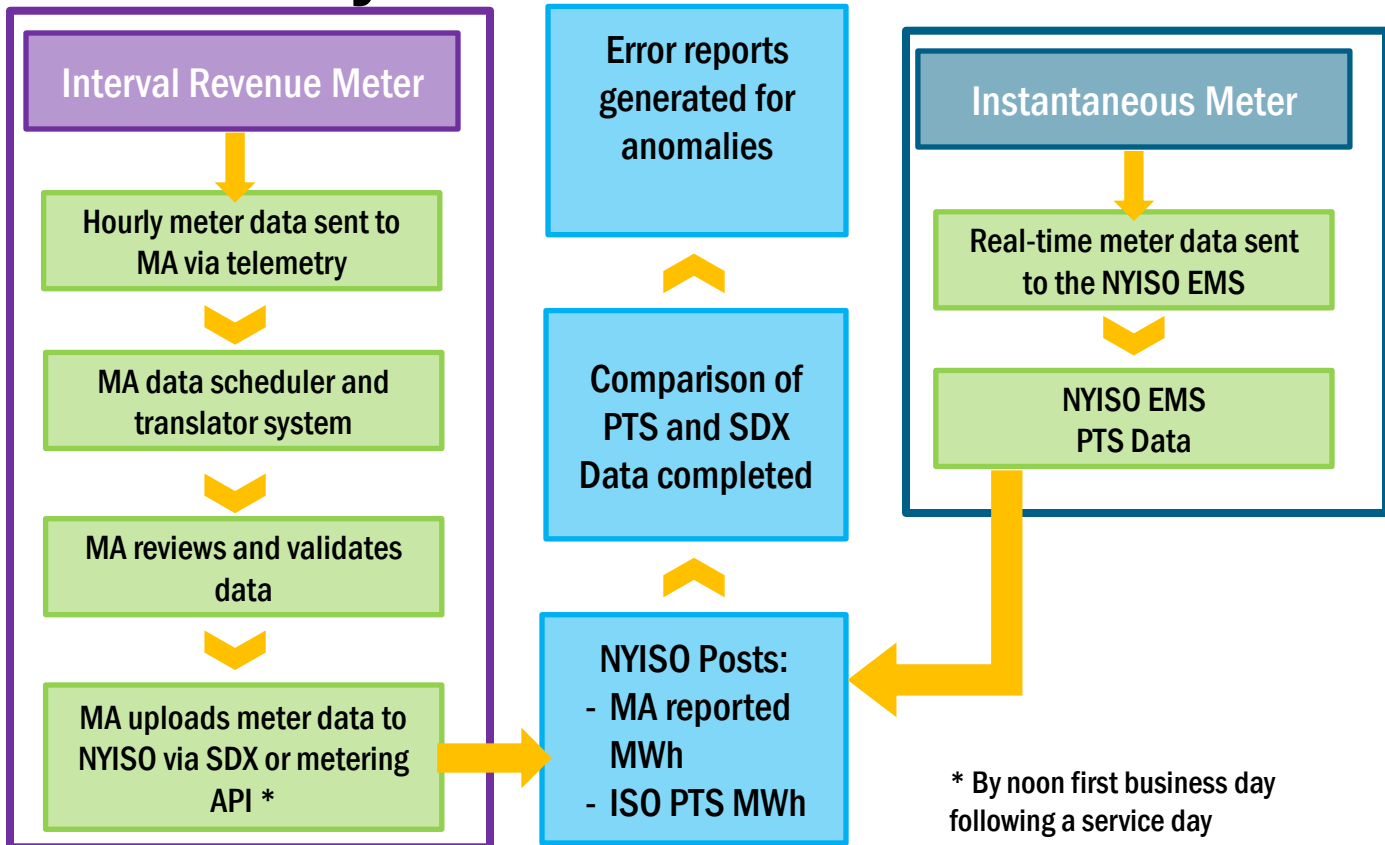 Interval Revenue Meter
Hourly meter data sent to
MA via telemetry
MA data scheduler and
translator system
MA reviews and validates
data
MA uploads meter data to
NYISO via SDX or metering
API *
Error reports
generated for
anomalies
Comparison of
PTS and SDX
Data completed
NYISO Posts:
- MA reported
MWh
- ISO PTS MWh
Instantaneous Meter
Real-time meter data sent
to the NYISO EMS
NYISO EMS
PTS Data
* By noon first business day
following a service day